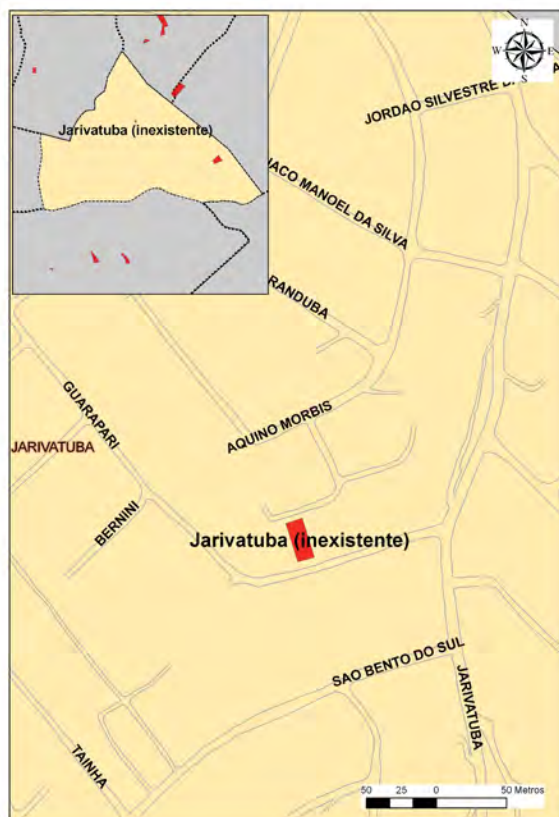 N
W E
S
JORDAO SILVESTRE D
Jarivatuba (inexistente)
IACO MANOEL DA SILVA
RANDUBA
GUARAPARI
AQUINO MORBIS
JARIVATUBA
BERNINI
Jarivatuba (inexistente)
SAO BENTO DO SUL
JARIVATUBA
TAINHA
50 25 0 50 Metros